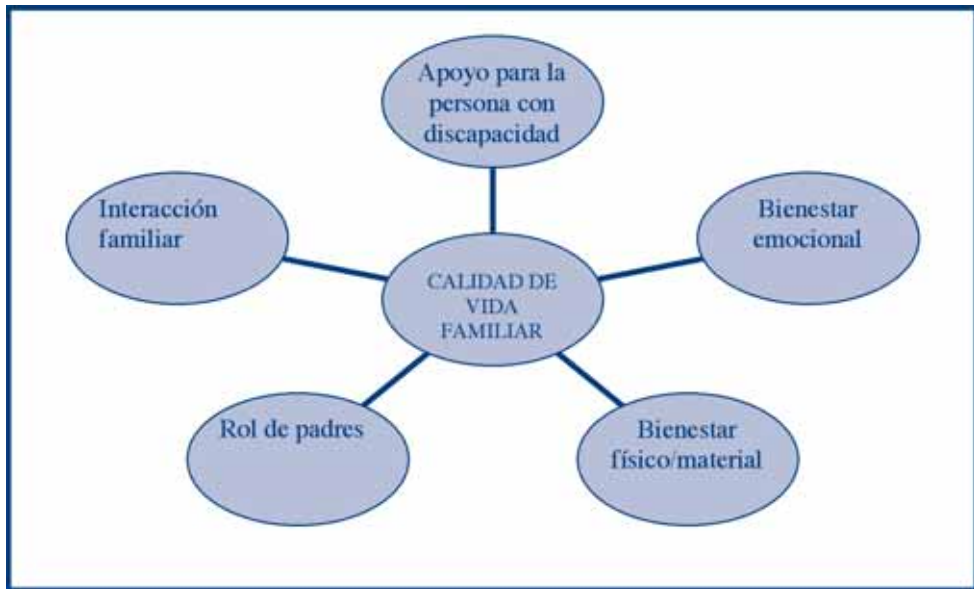 Apoyo para la
persona con
discapacidad
Interacción
familiar
Bienestar
emocional
CALIDAD DE
VIDA
FAMILIAR
Rol de padres
Bienestar
físico/material